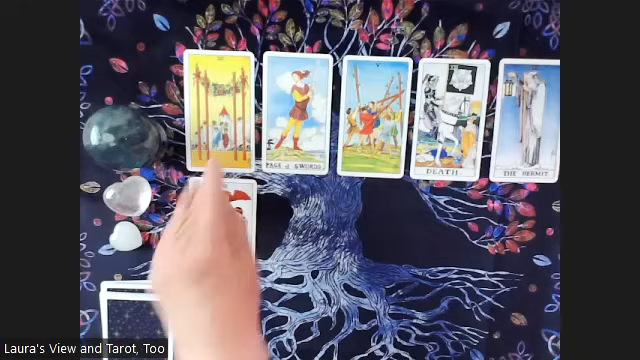 V
PAGE of SWORDS.
DEATH.
THE HERMIT.
Laura's View and Tarot, Too